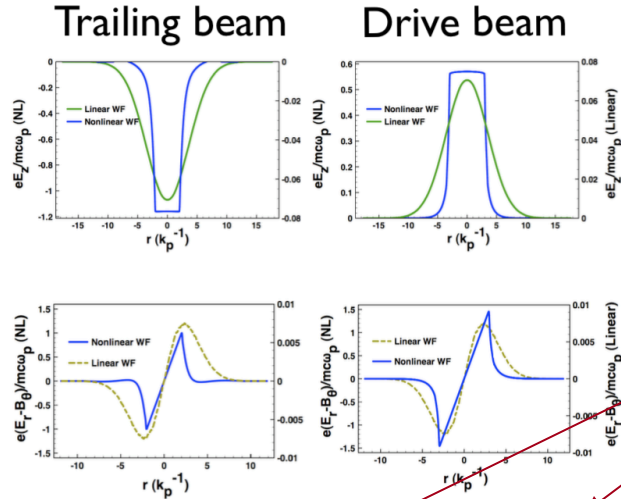 Trailing beam
Drive beam
0
-0.2
-0.4
-0.6
-0.8
-1
-1.2
eE_z/mcω_p (NL)
Linear WF
Nonlinear WF
0
-0.02
-0.04
-0.06
-0.08
-15 -10 -5 0 5 10 15
r (k_p^-1)
0.6
0.5
0.4
0.3
0.2
0.1
0
eE_z/mcω_p (NL)
Nonlinear WF
Linear WF
0.08
0.06
0.04
0.02
0
eE_z/mcω_p (Linear)
-15 -10 -5 0 5 10 15
r (k_p^-1)
1.5
1
0.5
0
-0.5
-1
-1.5
e(E_r-B_θ)/mcω_p (NL)
Nonlinear WF
Linear WF
0.01
0.005
0
-0.005
-0.01
-10 -5 0 5 10
r (k_p^-1)
1.5
1
0.5
0
-0.5
-1
-1.5
e(E_r-B_θ)/mcω_p (NL)
Linear WF
Nonlinear WF
0.01
0.005
0
-0.005
-0.01
e(E_r-B_θ)/mcω_p (Linear)
-10 -5 0 5 10
r (k_p^-1)